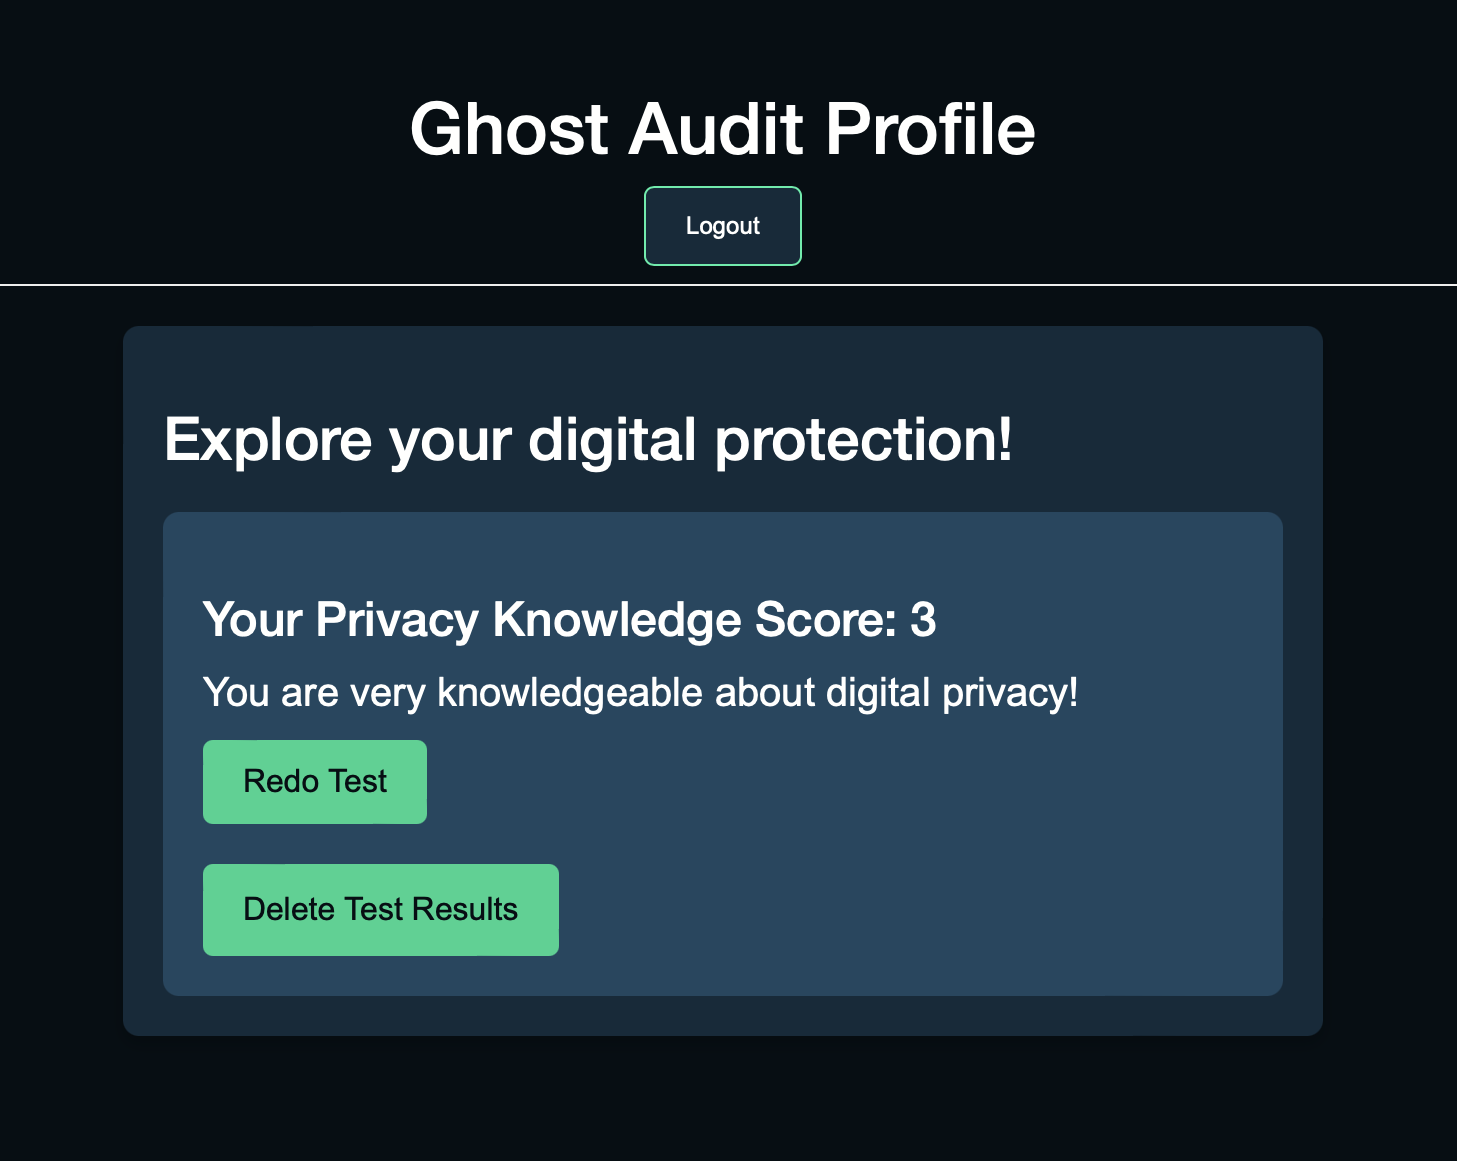 Ghost Audit Profile
Logout
Explore your digital protection!
Your Privacy Knowledge Score: 3
You are very knowledgeable about digital privacy!
Redo Test
Delete Test Results